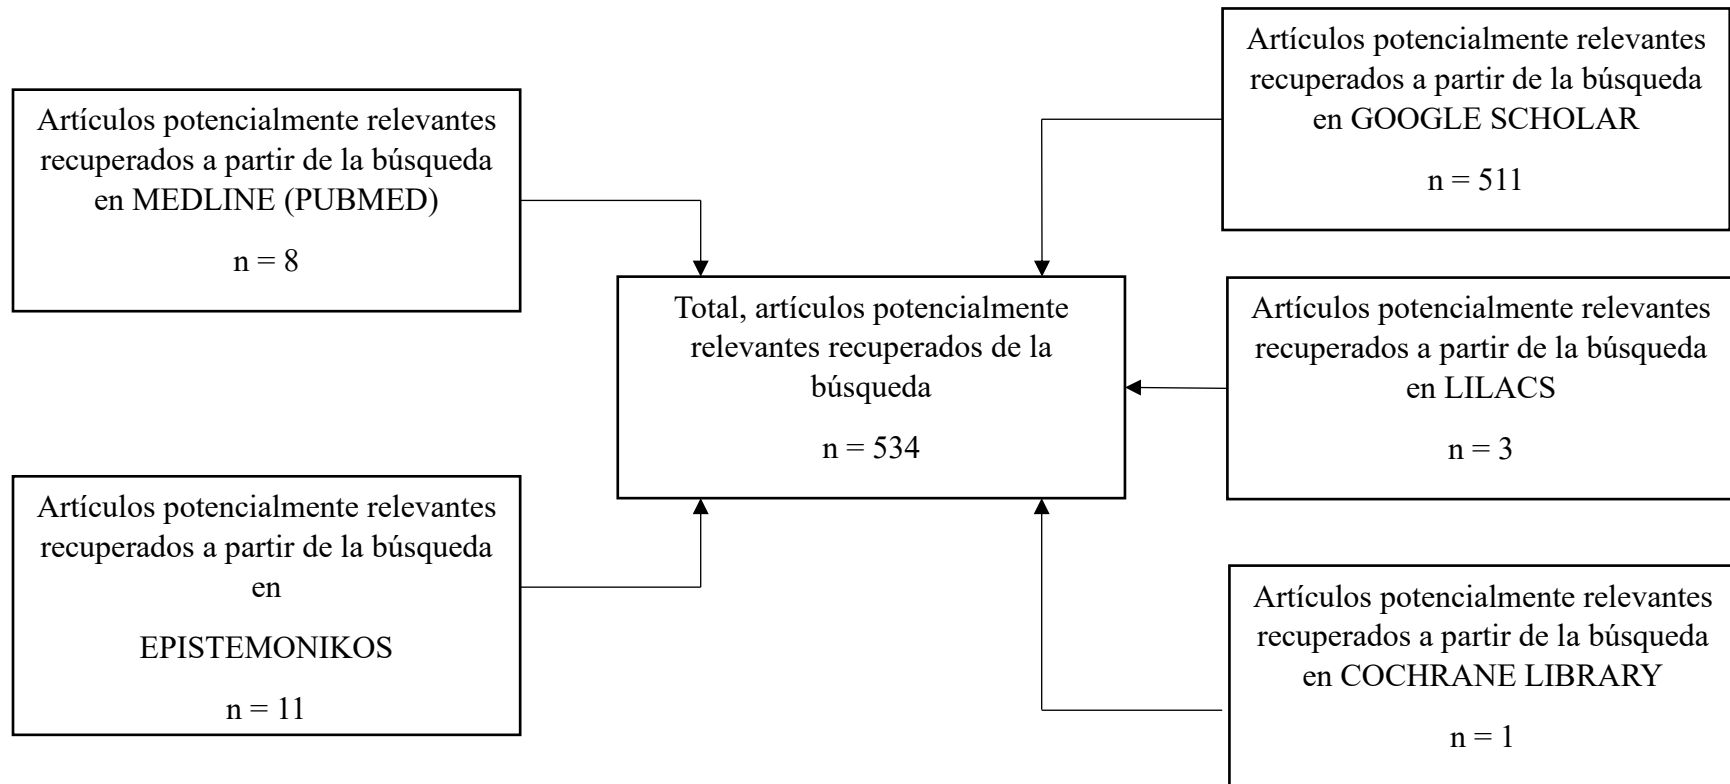 Artículos potencialmente relevantes
recuperados a partir de la búsqueda
en MEDLINE (PUBMED)
n = 8
Artículos potencialmente relevantes
recuperados a partir de la búsqueda
en
EPISTEMONIKOS
n = 11
Total, artículos potencialmente
relevantes recuperados de la
búsqueda
n = 534
Artículos potencialmente relevantes
recuperados a partir de la búsqueda
en GOOGLE SCHOLAR
n = 511
Artículos potencialmente relevantes
recuperados a partir de la búsqueda
en LILACS
n = 3
Artículos potencialmente relevantes
recuperados a partir de la búsqueda
en COCHRANE LIBRARY
n = 1